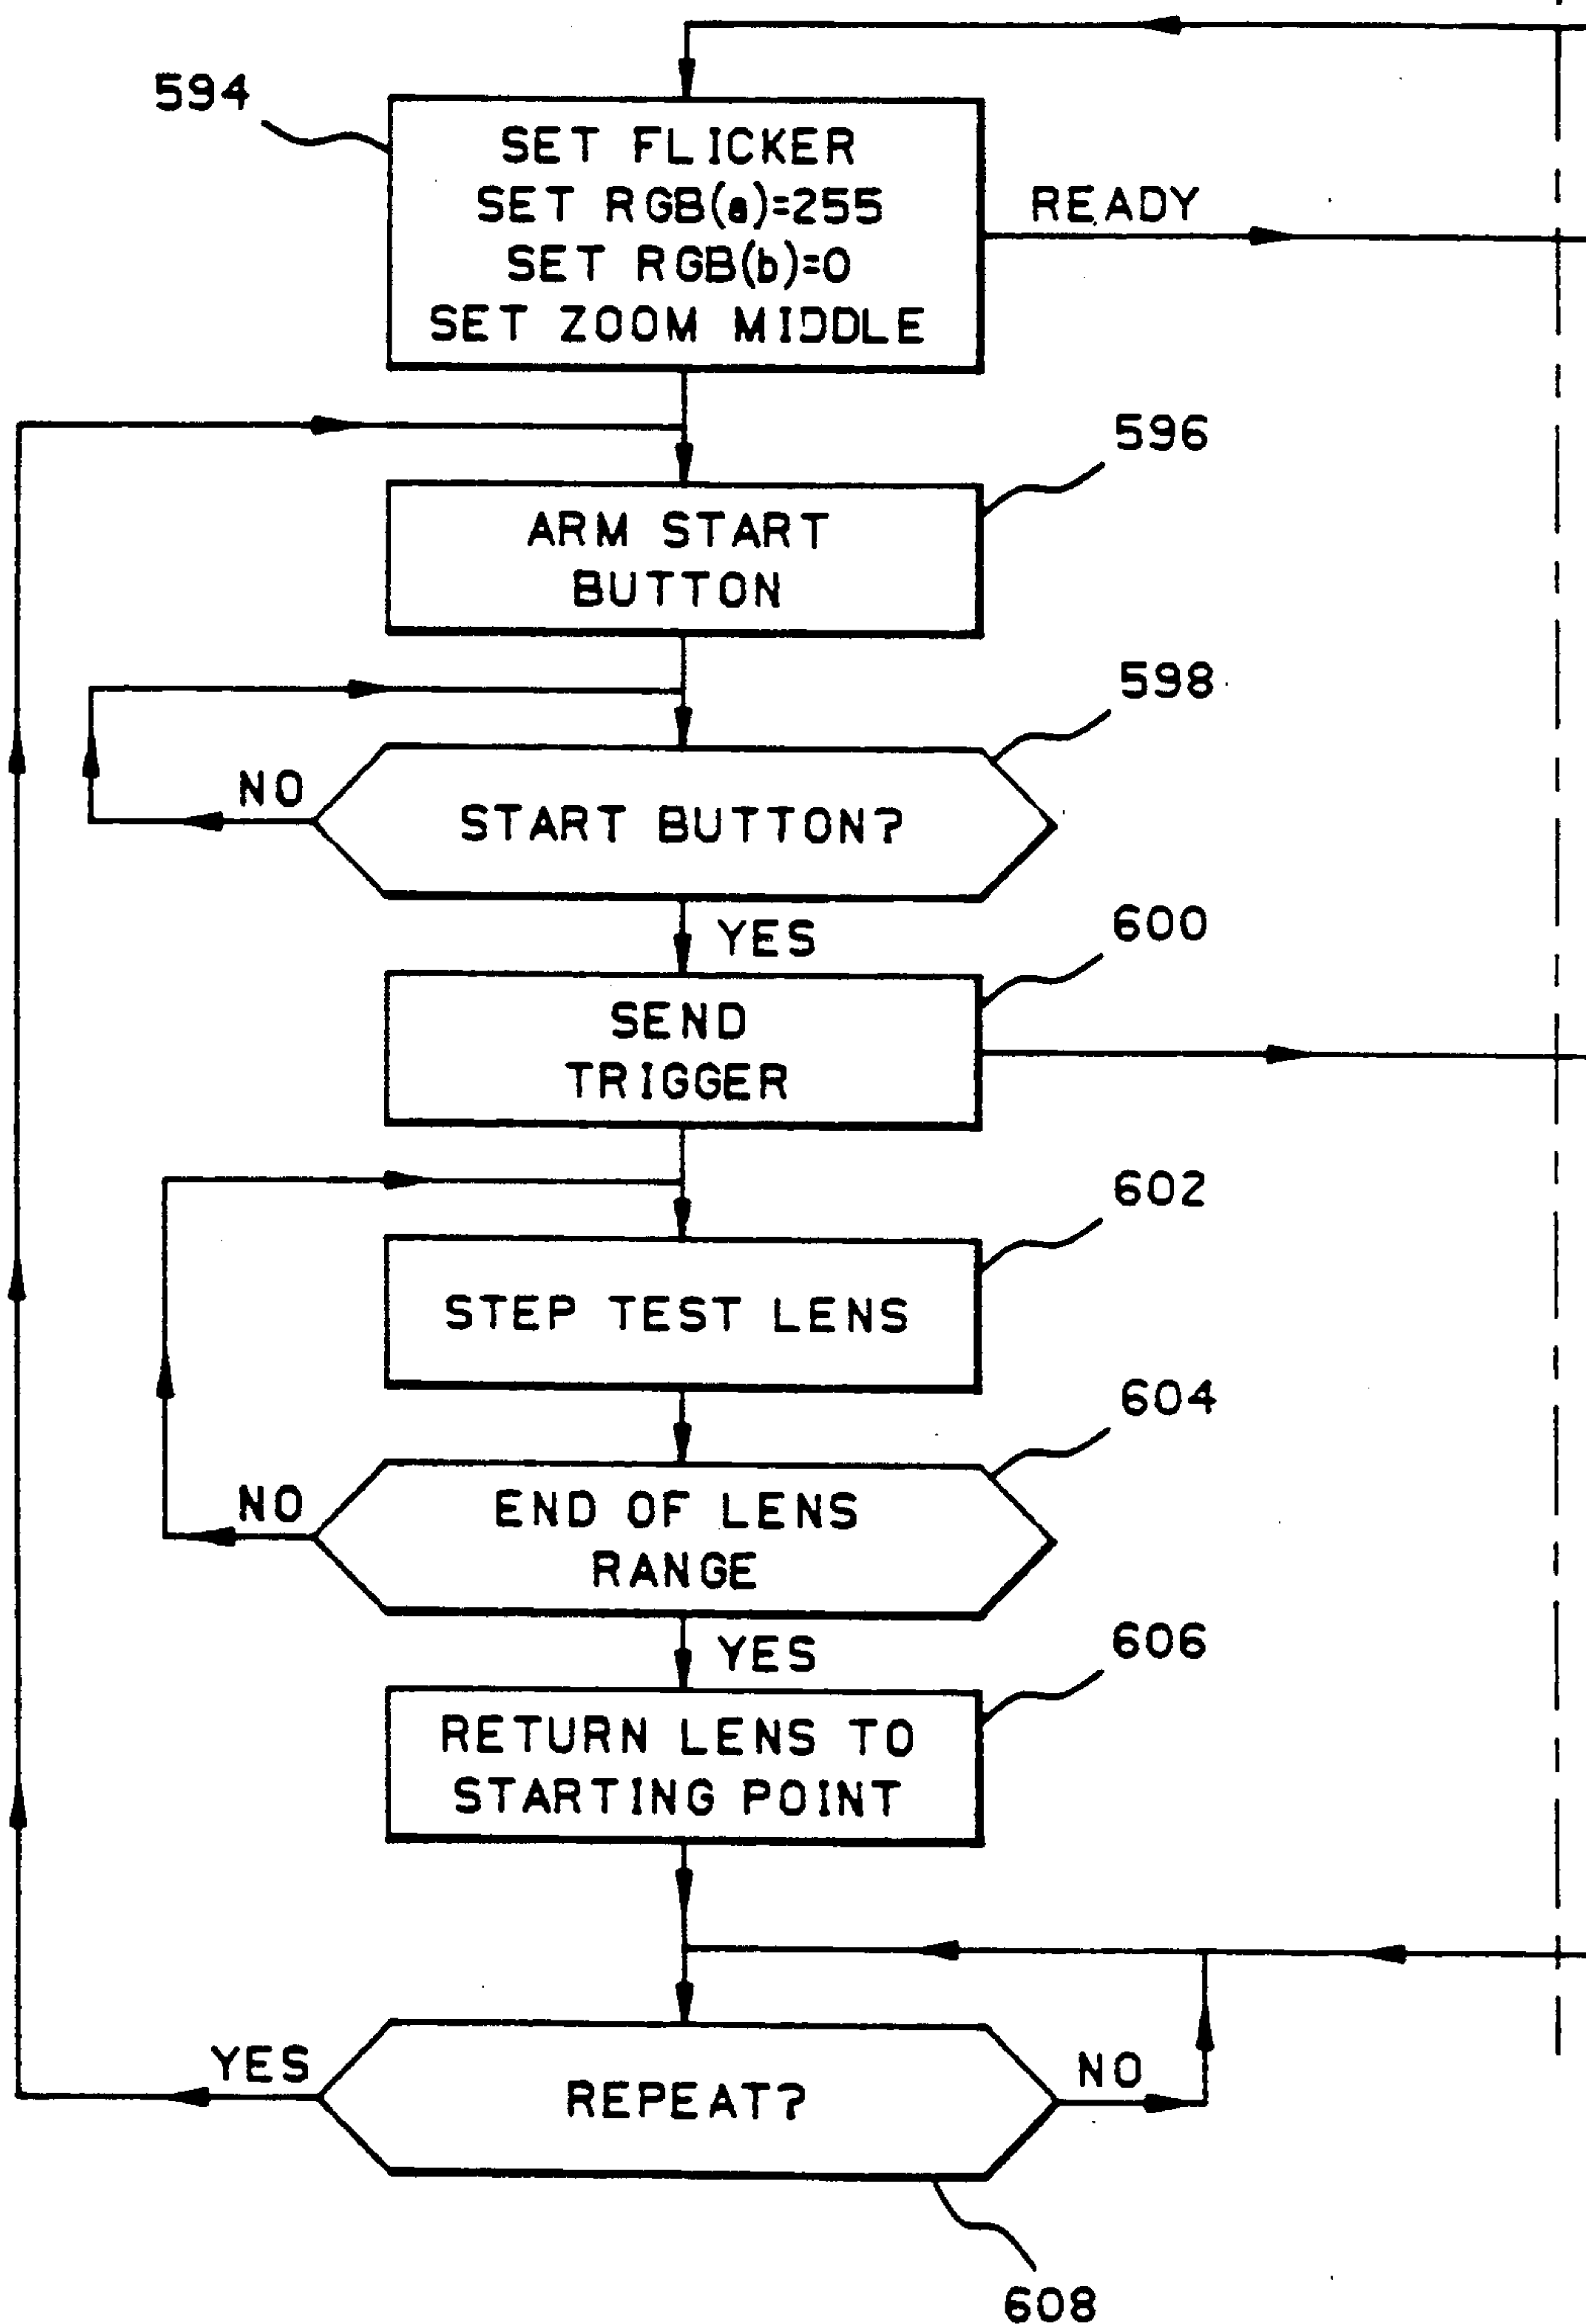 594
SET FLICKER
SET RGB(a)=255
SET RGB(b)=0
SET ZOOM MIDDLE
READY
596
ARM START
BUTTON
598
NO
START BUTTON?
YES
600
SEND
TRIGGER
602
STEP TEST LENS
604
NO
END OF LENS
RANGE
YES
606
RETURN LENS TO
STARTING POINT
YES
REPEAT?
NO
608